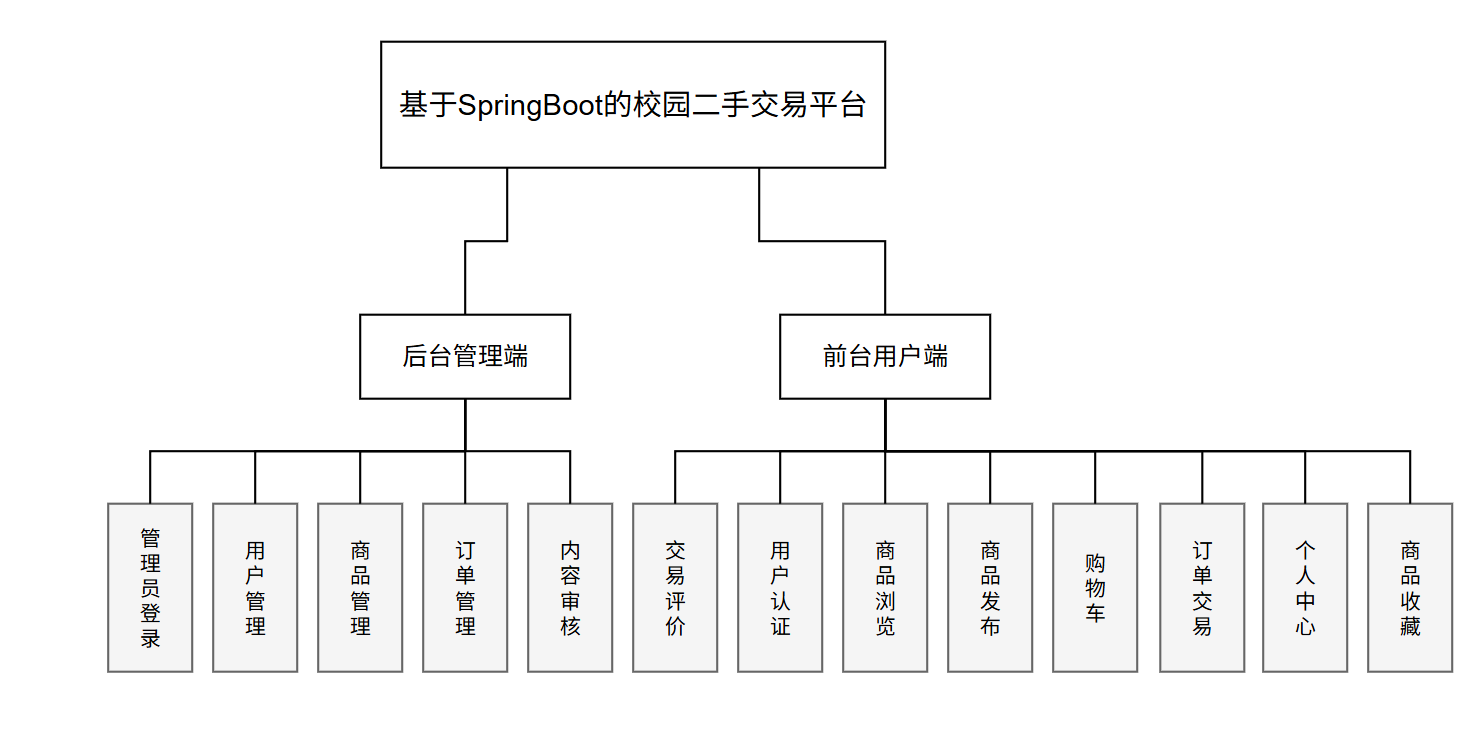 基于SpringBoot的校园二手交易平台
后台管理端
前台用户端
管理员登录
用户管理
商品管理
订单管理
内容审核
交易评价
用户认证
商品浏览
商品发布
购物车
订单交易
个人中心
商品收藏